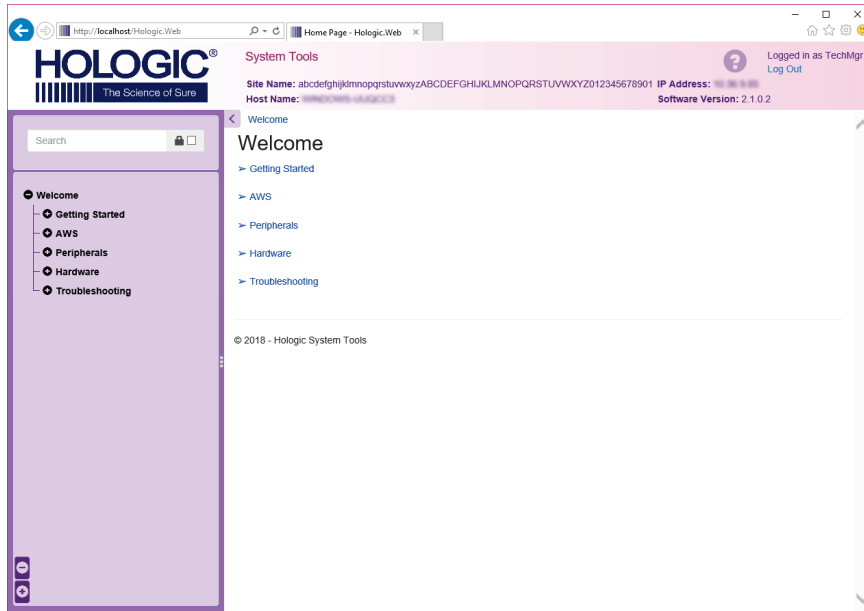 http://localhost/Hologic.Web
Home Page - Hologic.Web
HOLOGIC®
The Science of Sure
System Tools
Logged in as TechMgr
Log Out
Site Name: abcdefghijklmnopqrstuvwxyzABCDEFGHIJKLMNOPQRSTUVWXYZ012345678901 IP Address:
Host Name:
Software Version: 2.1.0.2
Search
Welcome
Getting Started
AWS
Peripherals
Hardware
Troubleshooting
Welcome
Welcome
➢ Getting Started
➢ AWS
➢ Peripherals
➢ Hardware
➢ Troubleshooting
© 2018 - Hologic System Tools